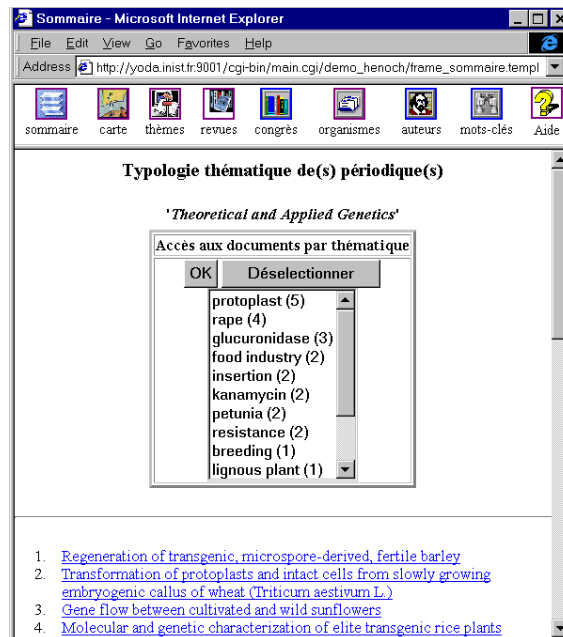 Sommaire - Microsoft Internet Explorer
File Edit View Go Favorites Help
Address http://yoda.inist.fr:9001/cgi-bin/main.cgi/demo_henoch/frame_sommaire.templ
sommaire carte thèmes revues congrès organismes auteurs mots-clés Aide
Typologie thématique de(s) périodique(s)
'Theoretical and Applied Genetics'
Accès aux documents par thématique
OK Déselectionner
protoplast (5)
rape (4)
glucuronidase (3)
food industry (2)
insertion (2)
kanamycin (2)
petunia (2)
resistance (2)
breeding (1)
lignous plant (1)
1. Regeneration of transgenic, microspore-derived, fertile barley
2. Transformation of protoplasts and intact cells from slowly growing
embryogenic callus of wheat (Triticum aestivum L.)
3. Gene flow between cultivated and wild sunflowers
4. Molecular and genetic characterization of elite transgenic rice plants